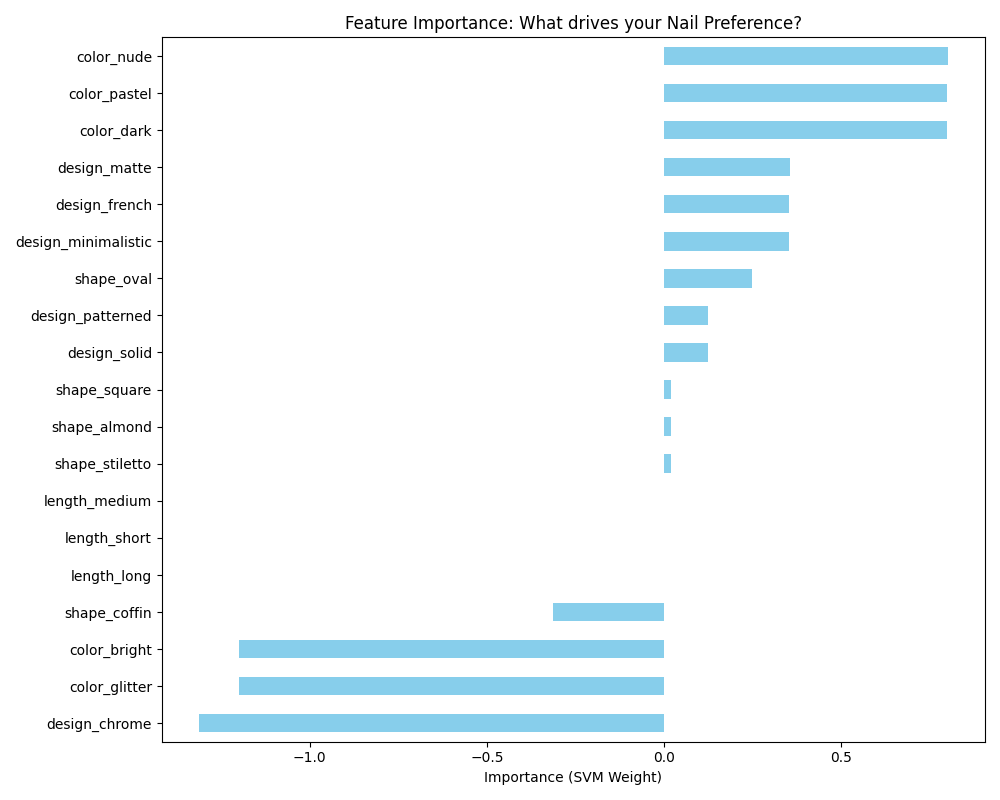 Feature Importance: What drives your Nail Preference?
color_nude
color_pastel
color_dark
design_matte
design_french
design_minimalistic
shape_oval
design_patterned
design_solid
shape_square
shape_almond
shape_stiletto
length_medium
length_short
length_long
shape_coffin
color_bright
color_glitter
design_chrome
−1.0 −0.5 0.0 0.5
Importance (SVM Weight)